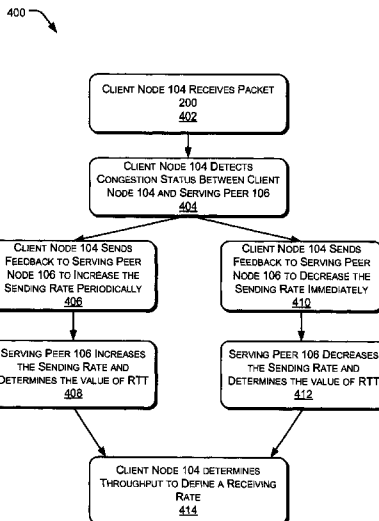 400
CLIENT NODE 104 RECEIVES PACKET
200
402
CLIENT NODE 104 DETECTS
CONGESTION STATUS BETWEEN CLIENT
NODE 104 AND SERVING PEER 106
404
CLIENT NODE 104 SENDS
FEEDBACK TO SERVING PEER
NODE 106 TO INCREASE THE
SENDING RATE PERIODICALLY
406
CLIENT NODE 104 SENDS
FEEDBACK TO SERVING PEER
NODE 106 TO DECREASE THE
SENDING RATE IMMEDIATELY
410
SERVING PEER 106 INCREASES
THE SENDING RATE AND
DETERMINES THE VALUE OF RTT
408
SERVING PEER 106 DECREASES
THE SENDING RATE AND
DETERMINES THE VALUE OF RTT
412
CLIENT NODE 104 DETERMINES
THROUGHPUT TO DEFINE A RECEIVING
RATE
414